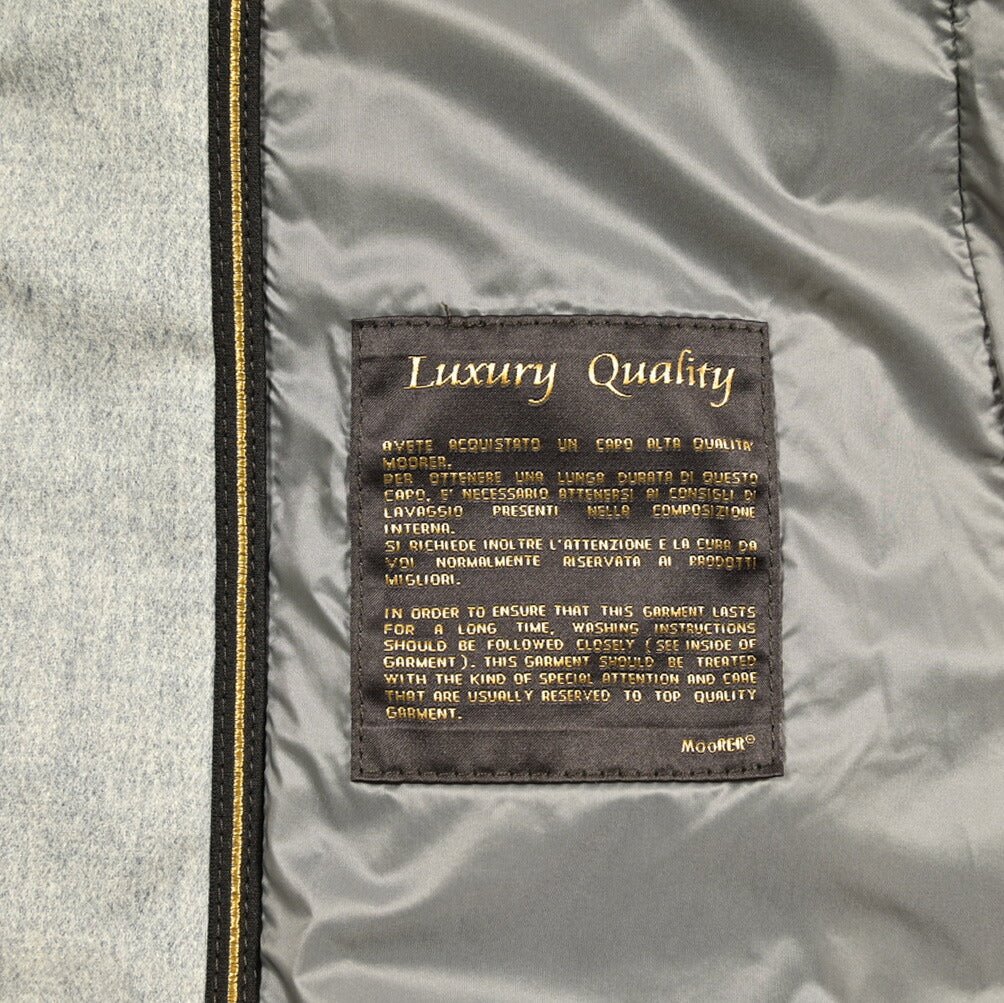 Luxury Quality
AVETE ACQUISTATO UN CAPO ALTA QUALITA'
MOORER.
PER OTTENERE UNA LUNGA DURATA DI QUESTO
CAPO, E' NECESSARIO ATTENERSI AI CONSIGLI DI
LAVAGGIO PRESENTI NELLA COMPOSIZIONE
INTERNA.
SI RICHIEDE INOLTRE L'ATTENZIONE E LA CURA DA
VOI NORMALMENTE RISERVATA AI PRODOTTI
MIGLIORI.
IN ORDER TO ENSURE THAT THIS GARMENT LASTS
FOR A LONG TIME, WASHING INSTRUCTIONS
SHOULD BE FOLLOWED CLOSELY (SEE INSIDE OF
GARMENT). THIS GARMENT SHOULD BE TREATED
WITH THE KIND OF SPECIAL ATTENTION AND CARE
THAT ARE USUALLY RESERVED TO TOP QUALITY
GARMENT.
MOORER®